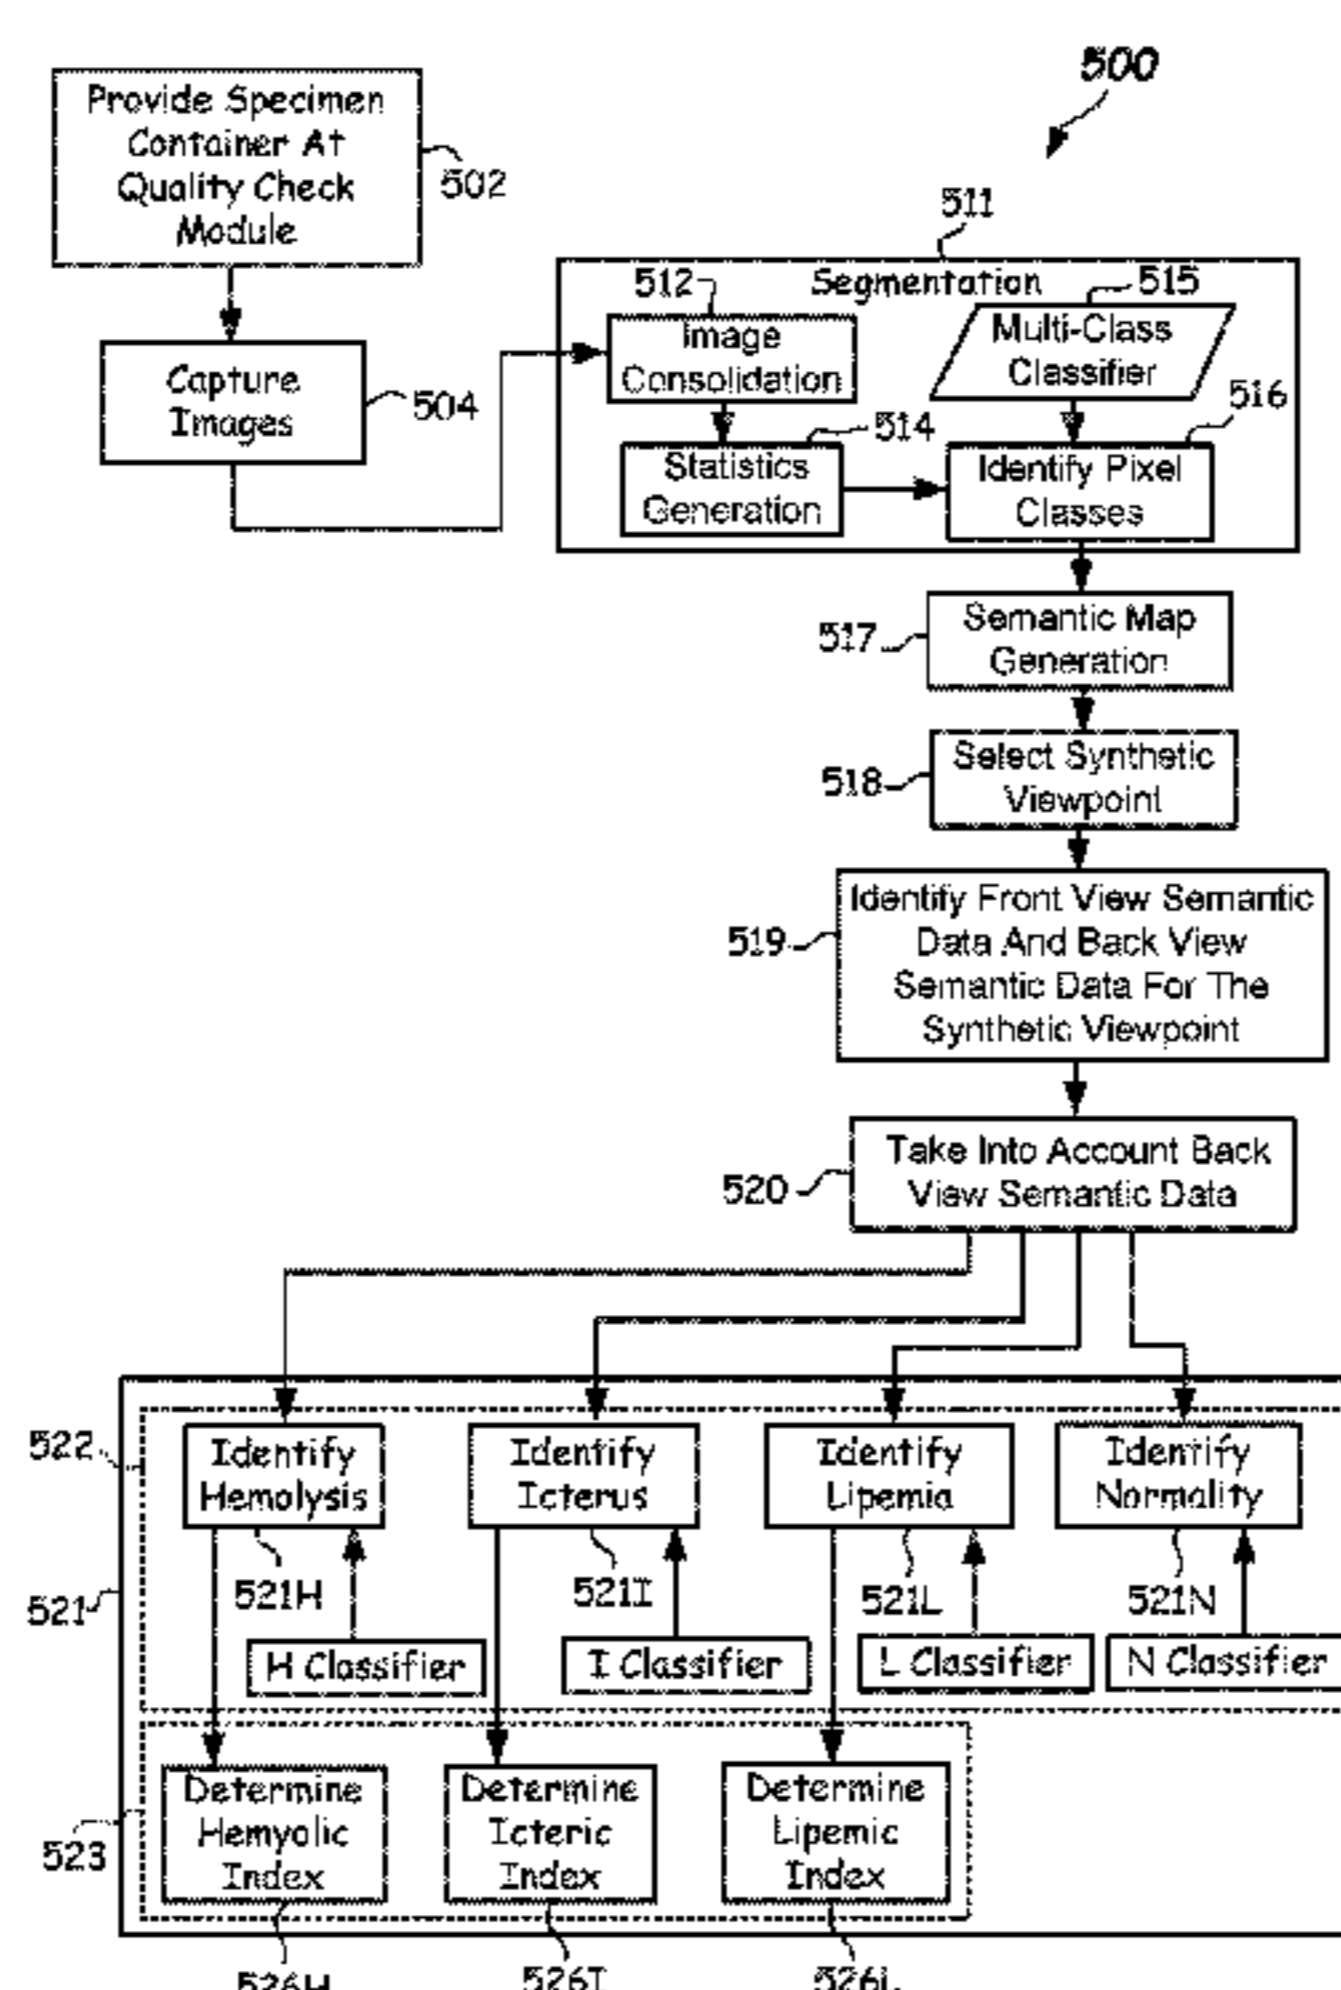 500
Provide Specimen
Container At
Quality Check
Module
502
Capture
Images
504
511
Segmentation
512
Image
Consolidation
515
Multi-Class
Classifier
514
Statistics
Generation
516
Identify Pixel
Classes
517
Semantic Map
Generation
518
Select Synthetic
Viewpoint
519
Identify Front View Semantic
Data And Back View
Semantic Data For The
Synthetic Viewpoint
520
Take Into Account Back
View Semantic Data
522
521
Identify
Hemolysis
521H
H Classifier
Identify
Icterus
521I
I Classifier
Identify
Lipemia
521L
L Classifier
Identify
Normality
521N
N Classifier
523
Determine
Hemyolic
Index
526H
Determine
Icteric
Index
526I
Determine
Lipemic
Index
526L